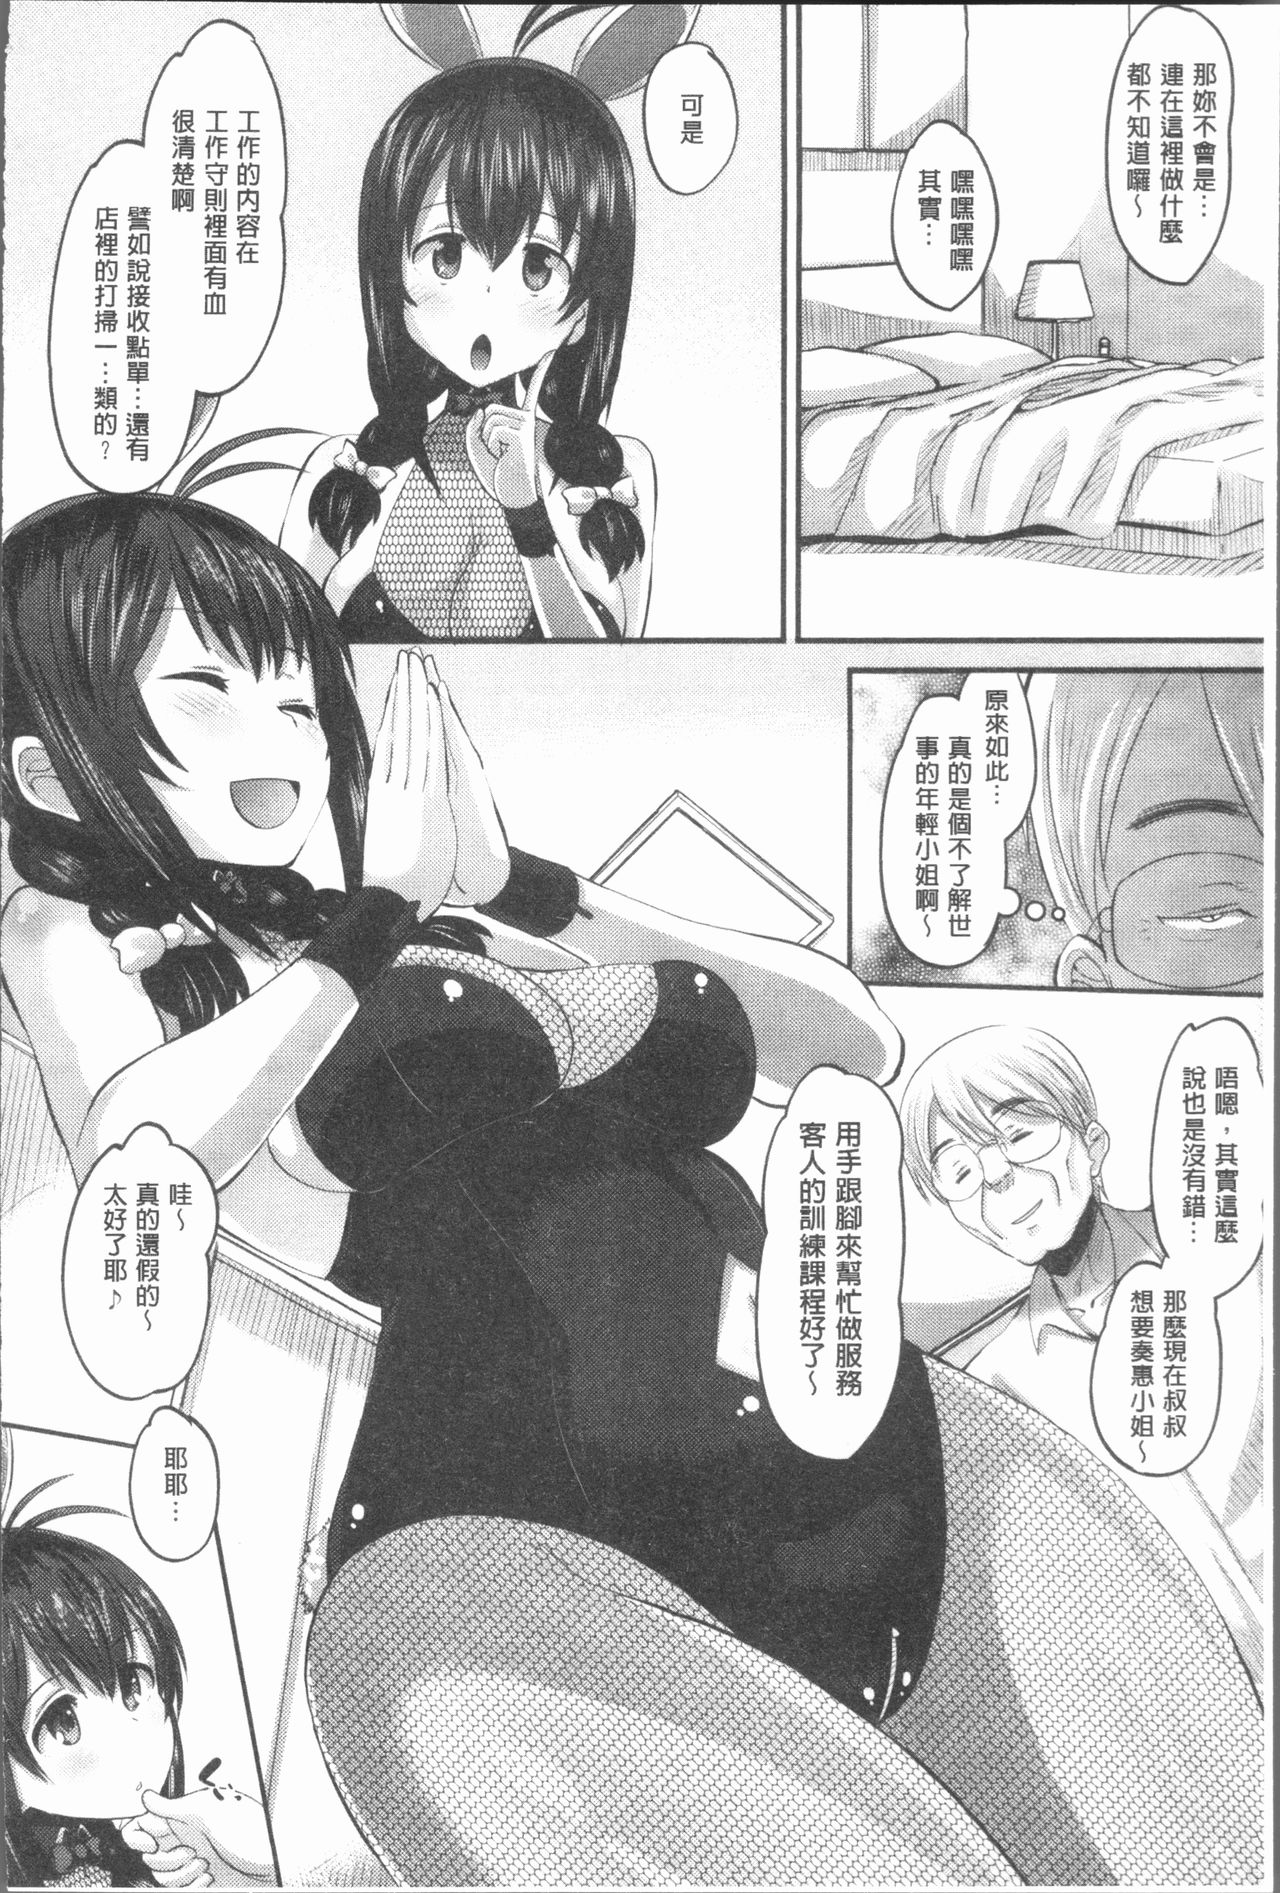 那妳不會是…
連在這裡做什麼
都不知道囉～
嘿嘿嘿嘿
其實…
可是
工作的内容在
工作守則裡面有血
很清楚啊
譬如說接收點單…還有
店裡的打掃一…類的？
原來如此…
真的是個不了解世
事的年輕小姐啊～
唔嗯，其實這麼
說也是沒有錯…
那麼現在叔叔
想要奏惠小姐～
用手跟腳來幫忙做服務
客人的訓練課程好了～
哇～
真的還假的～
太好了耶♪
耶耶…